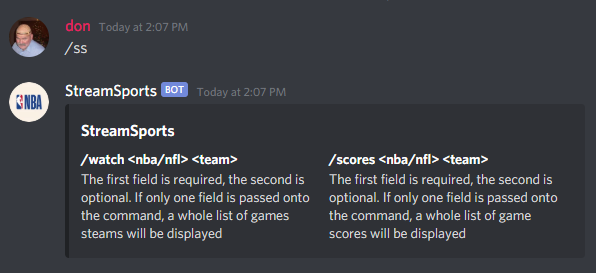 don Today at 2:07 PM
/ss
NBA
StreamSports BOT Today at 2:07 PM
StreamSports
/watch <nba/nfl> <team>
The first field is required, the second is
optional. If only one field is passed onto
the command, a whole list of games
steams will be displayed
/scores <nba/nfl> <team>
The first field is required, the second is
optional. If only one field is passed onto
the command, a whole list of game
scores will be displayed